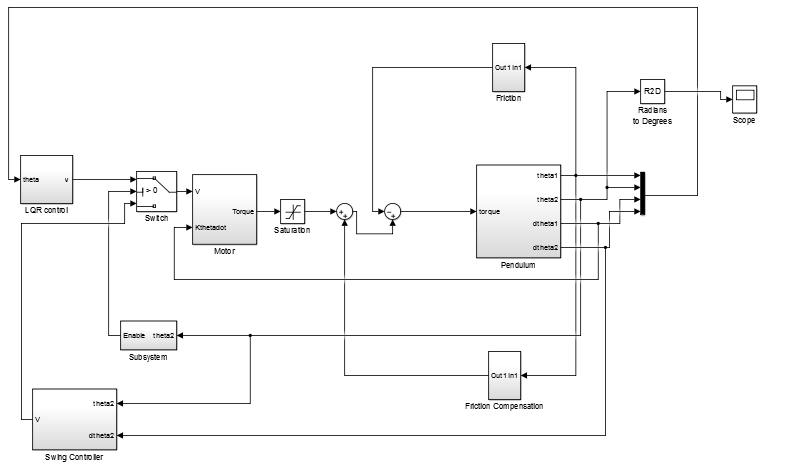 Out1 In1
Friction
R2D
Radians
to Degrees
Scope
theta v
LQR control
> 0
Switch
V
Torque
Kthetadot
Motor
Saturation
torque
theta1
theta2
dtheta1
dtheta2
Pendulum
Enable theta2
Subsystem
Out1 In1
Friction Compensation
theta2
V
dtheta2
Swing Controller